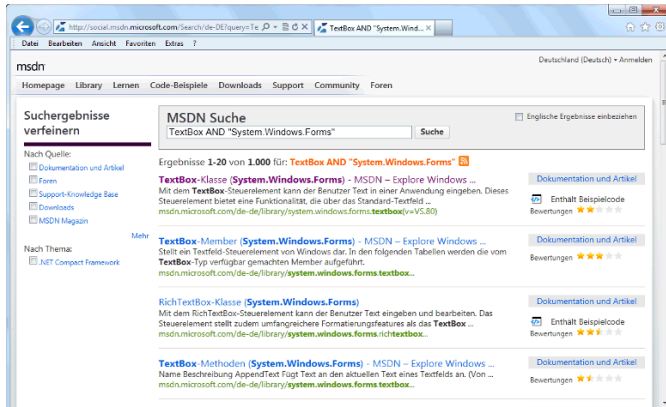 http://social.msdn.microsoft.com/Search/de-DE?query=Te
TextBox AND "System.Wind...
Datei Bearbeiten Ansicht Favoriten Extras ?
msdn
Deutschland (Deutsch) • Anmelden
Homepage Library Lernen Code-Beispiele Downloads Support Community Foren
Suchergebnisse
verfeinern
Nach Quelle:
Dokumentation und Artikel
Foren
Support-Knowledge Base
Downloads
MSDN Magazin
Mehr
Nach Thema:
.NET Compact Framework
MSDN Suche
Englische Ergebnisse einbeziehen
TextBox AND "System.Windows.Forms"
Suche
Ergebnisse 1-20 von 1.000 für: TextBox AND "System.Windows.Forms"
TextBox-Klasse (System.Windows.Forms) - MSDN – Explore Windows ...
Mit dem TextBox-Steuerelement kann der Benutzer Text in einer Anwendung eingeben. Dieses
Steuerelement bietet eine Funktionalität, die über das Standard-Textfeld ...
msdn.microsoft.com/de-de/library/system.windows.forms.textbox(v=VS.80)
Dokumentation und Artikel
Enthält Beispielcode
Bewertungen
TextBox-Member (System.Windows.Forms) - MSDN – Explore Windows ...
Stellt ein Textfeld-Steuerelement von Windows dar. In den folgenden Tabellen werden die vom
TextBox-Typ verfügbar gemachten Member aufgeführt.
msdn.microsoft.com/de-de/library/system.windows.forms.textbox...
Dokumentation und Artikel
Bewertungen
RichTextBox-Klasse (System.Windows.Forms)
Mit dem RichTextBox-Steuerelement kann der Benutzer Text eingeben und bearbeiten. Das
Steuerelement stellt zudem umfangreichere Formatierungsfeatures als das TextBox ...
msdn.microsoft.com/de-de/library/system.windows.forms.richtextbox...
Dokumentation und Artikel
Enthält Beispielcode
Bewertungen
TextBox-Methoden (System.Windows.Forms) - MSDN – Explore Windows ...
Name Beschreibung AppendText Fügt Text an den aktuellen Text eines Textfelds an. (Von ...
msdn.microsoft.com/de-de/library/system.windows.forms.textbox...
Dokumentation und Artikel
Bewertungen